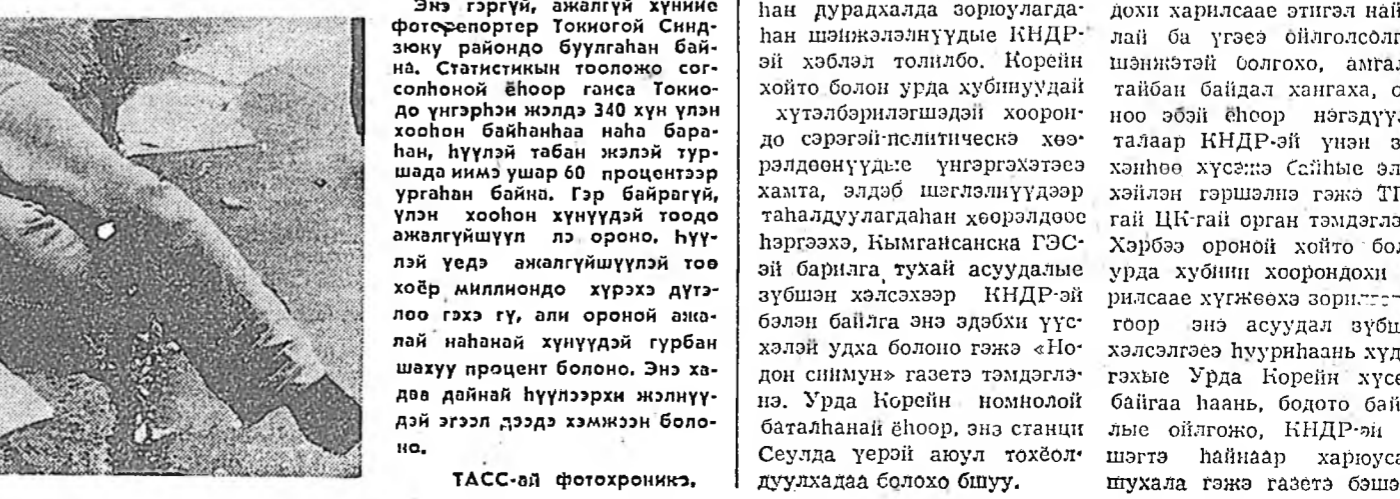 Энэ гэргүй, ажалгүй хүниие
фоторепортер Токиогой Синд-
зюку районdo буулгаһан бай-
на. Статистикын тооложо сог-
солһоной ёһоор ганса Токио-
до үнгэрһэн жэлдэ 340 хүн үлэн
хооһон байһанһаа наһа бара-
һан, һүүлэй табан жэлэй тур-
шада иимэ ушар 60 процентээр
ургаһан байна. Гэр байрагүй,
үлэн хооһон хүнүүдэй тоодо
ажалгүйшүүл лэ ороно. Һүү-
лэй үедэ ажалгүйшүүлэй тоо
хоёр миллиондо хүрэхэ дүтэ-
лоо гэхэ гү, али ороной ажа-
лай наһанай хүнүүдэй гурбан
шахуу процент болоно. Энэ ха-
даа дайнай һүүлээрхи жэлнүү-
дэй эгээл дээдэ хэмжээн боло-
но.
ТАСС-ай фотохроникэ.
һан дурадхалда зорюулагда-
һан шэнжэлэлнүүдые КНДР-
эй хэблэл толилбо. Корейн
хойто болон урда хубинуудай
хүтэлбэрилэгшэдэй хоорон-
до сэрэгэй-политическэ хөө-
рэлдөөнүүдые үнгэргэхэтэеэ
хамта, элдэб шэглэлнүүдээр
таһалдуулагдаһан хөөрэлдөөе
һэргээхэ, Кымгансанска ГЭС-
эй барилга тухай асуудалые
зүбшэн хэлсэхээр КНДР-эй
бэлэн байлга энэ эдэбхи үүс-
хэлэй удха болоно гэжэ «Но-
дон синмун» газетэ тэмдэглэ-
нэ. Урда Корейн номнолой
баталһанай ёһоор, энэ станци
Сеулда үерэй аюул тохёол-
дуулхадаа болохо бшуу.
дохи харилсаае этигэл най
лай ба үгэеэ ойлголсолг
шэнжэтэй болгохо, амгал
тайбан байдал хангаха,
ноо эбэй ёһоор нэгэдүүл
талаар КНДР-эй үнэн
хэнһөө хүсэжэ байһые эл
хэйлэн гэршэлнэ гэжэ
гай ЦК-гай орган тэмдэглэ
Хэрбээ ороной хойто бол
урда хубиин хоорондохи
рилсаае хүгжөөхэ
гөөр энэ асуудал зүбш
хэлсэлгэеэ һууриһаань худ
гэхые Урда Корейн хүсэ
байгаа һаань, бодото бай
лые ойлгожо, КНДР-эй
шэгтэ һайнаар харюуса
шухала гэжэ газетэ бэшэ